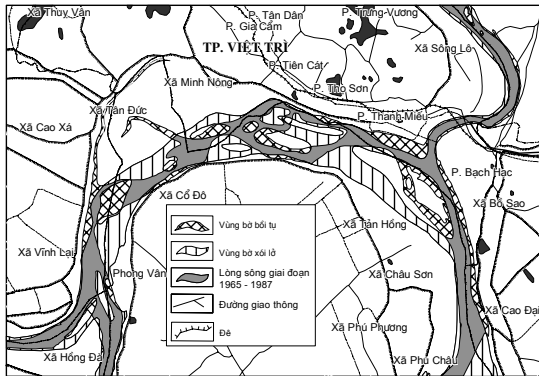 Xã Thuỵ Vân
P. Tân Dân
P. Trưng Vương
P. Gia Cẩm
TP. VIỆT TRÌ
Xã Sông Lô
P. Tiên Cát
Xã Minh Nông
P. Thọ Sơn
Xã Tân Đức
P. Thanh Miếu
Xã Cao Xá
P. Bạch Hạc
Xã Cổ Đô
Xã Bồ Sao
Vùng bờ bồi tụ
Xã Tản Hồng
Vùng bờ xói lở
Xã Vĩnh Lại
Phong Vân
Lòng sông giai đoạn
1965 - 1987
Xã Châu Sơn
Đường giao thông
Xã Cao Đại
Xã Phú Phương
Đê
Xã Hồng Đà
Xã Phú Châu